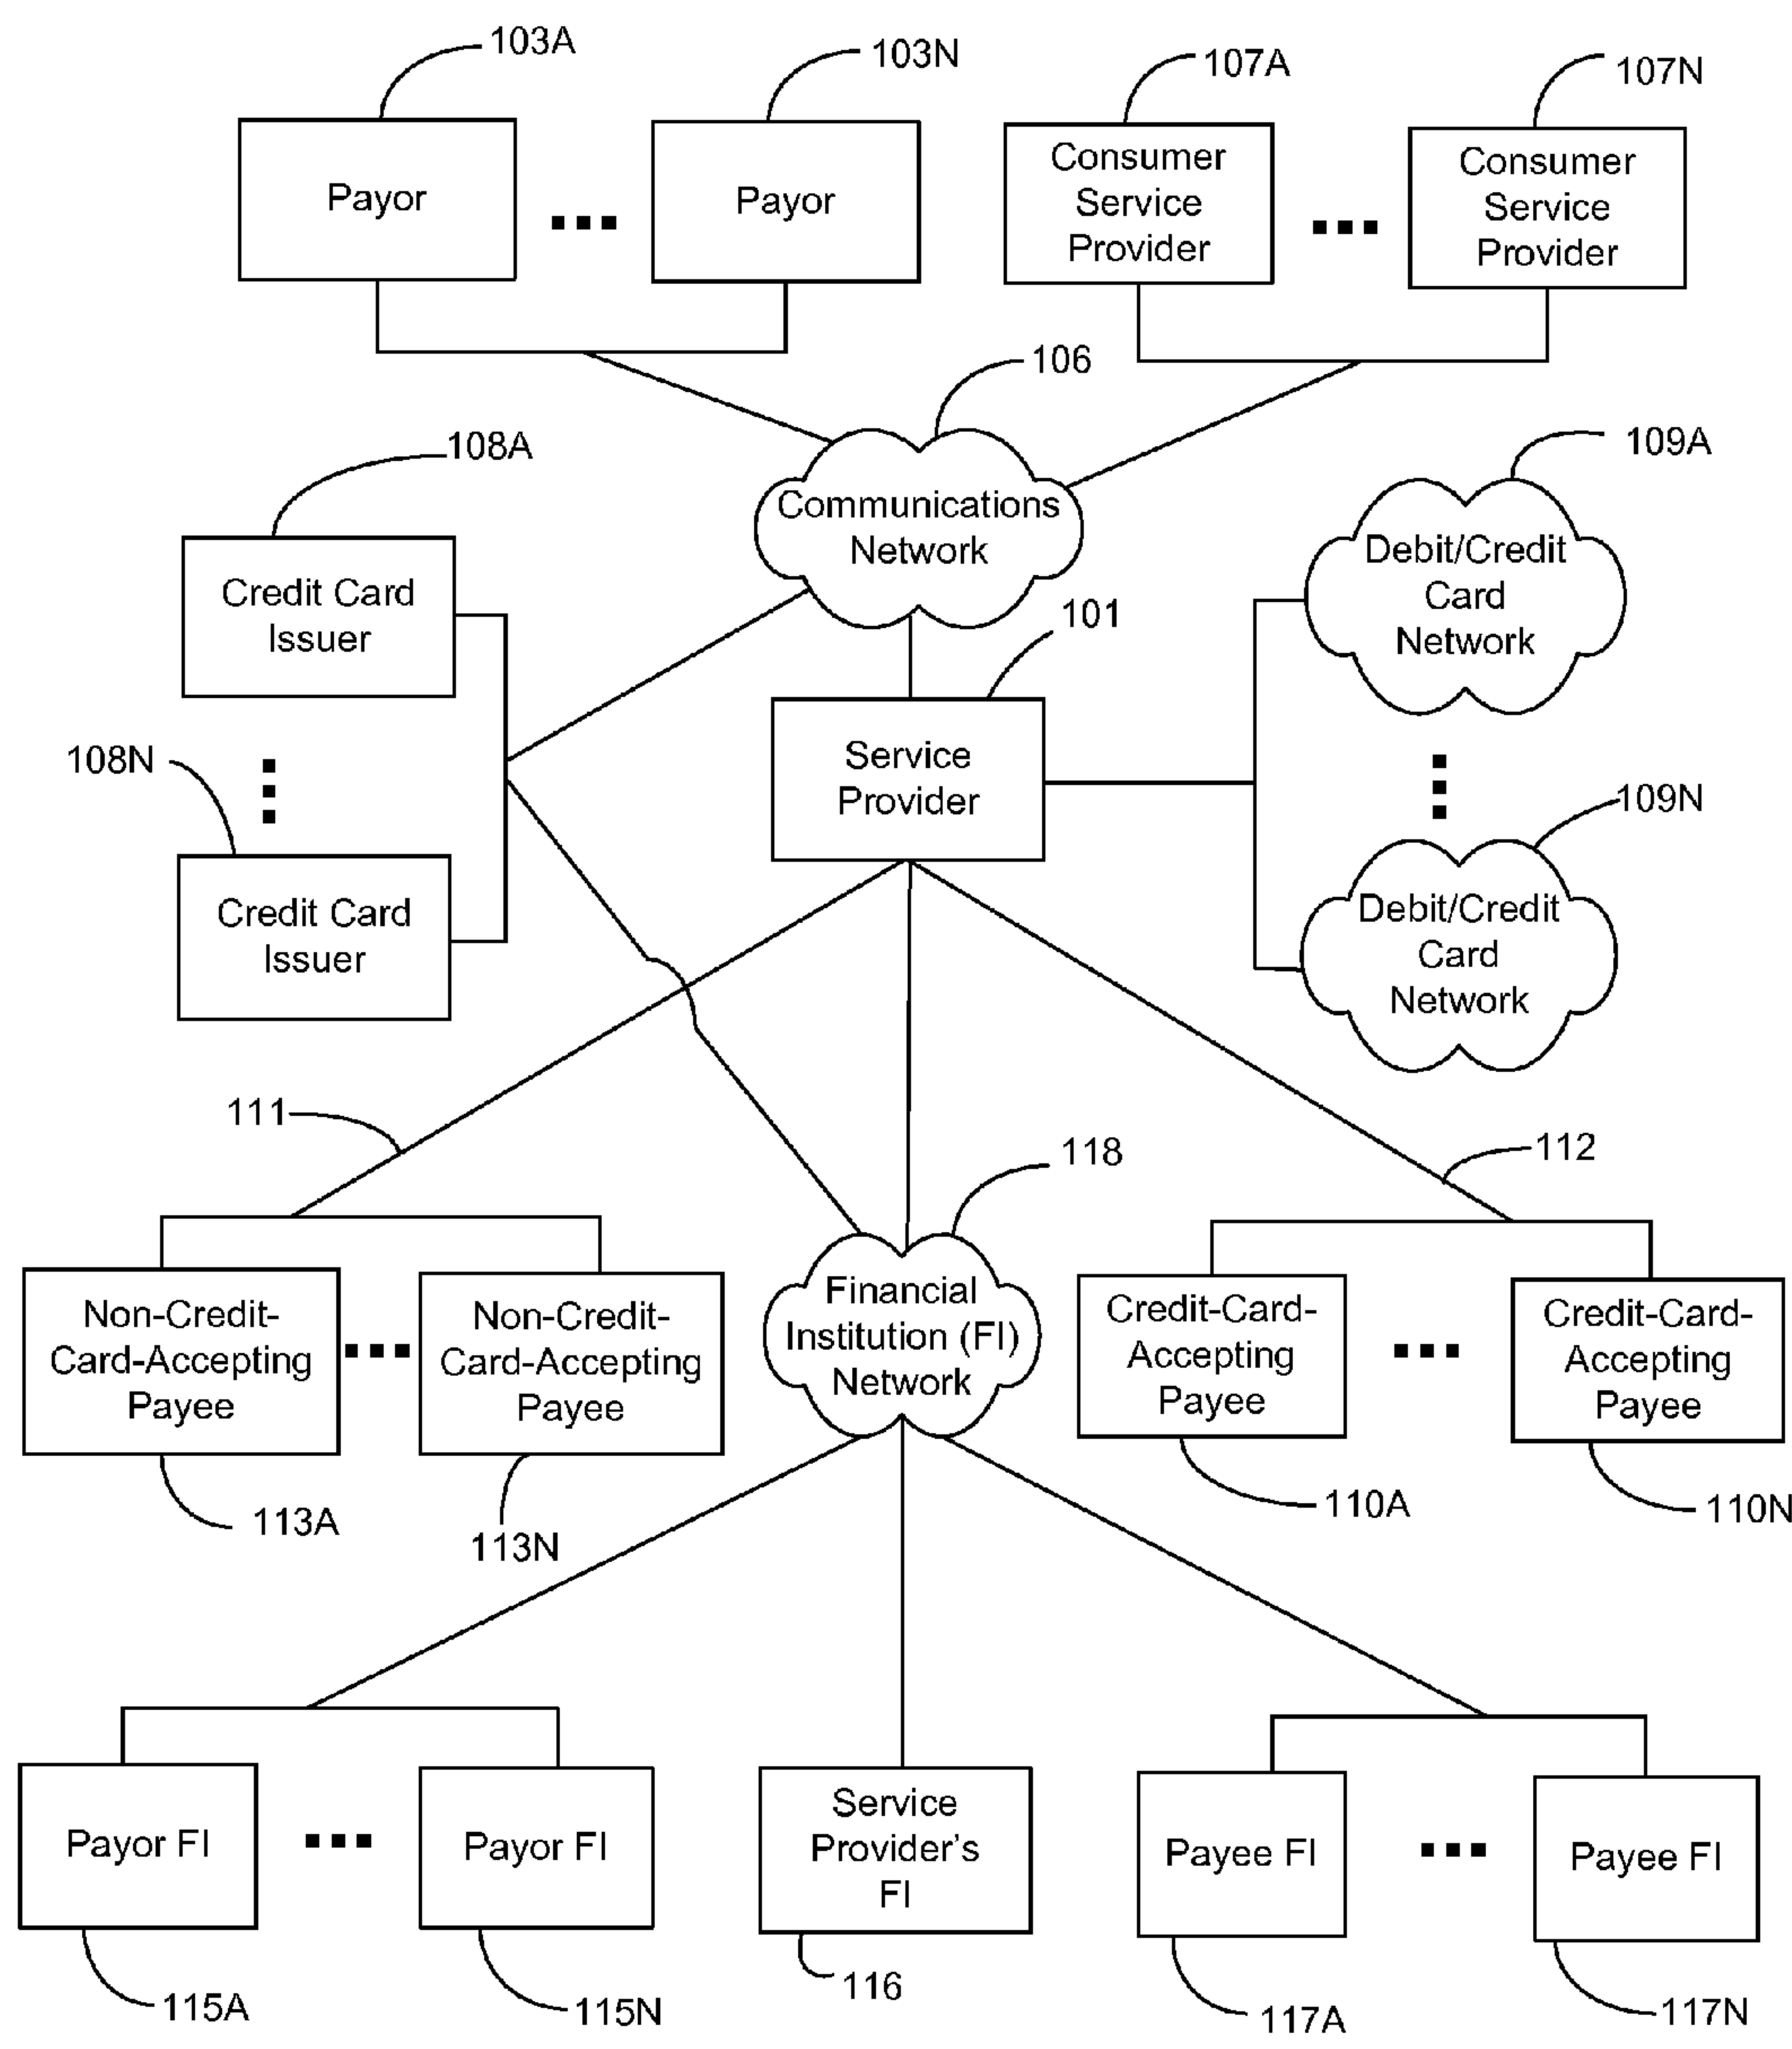 103A
103N
107A
107N
Payor
Payor
Consumer
Service
Provider
Consumer
Service
Provider
106
108A
109A
Communications
Network
Debit/Credit
Card
Network
Credit Card
Issuer
101
108N
Service
Provider
109N
Credit Card
Issuer
Debit/Credit
Card
Network
111
118
112
Non-Credit-
Card-Accepting
Payee
Non-Credit-
Card-Accepting
Payee
Financial
Institution (FI)
Network
Credit-Card-
Accepting
Payee
Credit-Card-
Accepting
Payee
113A
113N
110A
110N
Payor FI
Payor FI
Service
Provider’s
FI
Payee FI
Payee FI
115A
115N
116
117A
117N